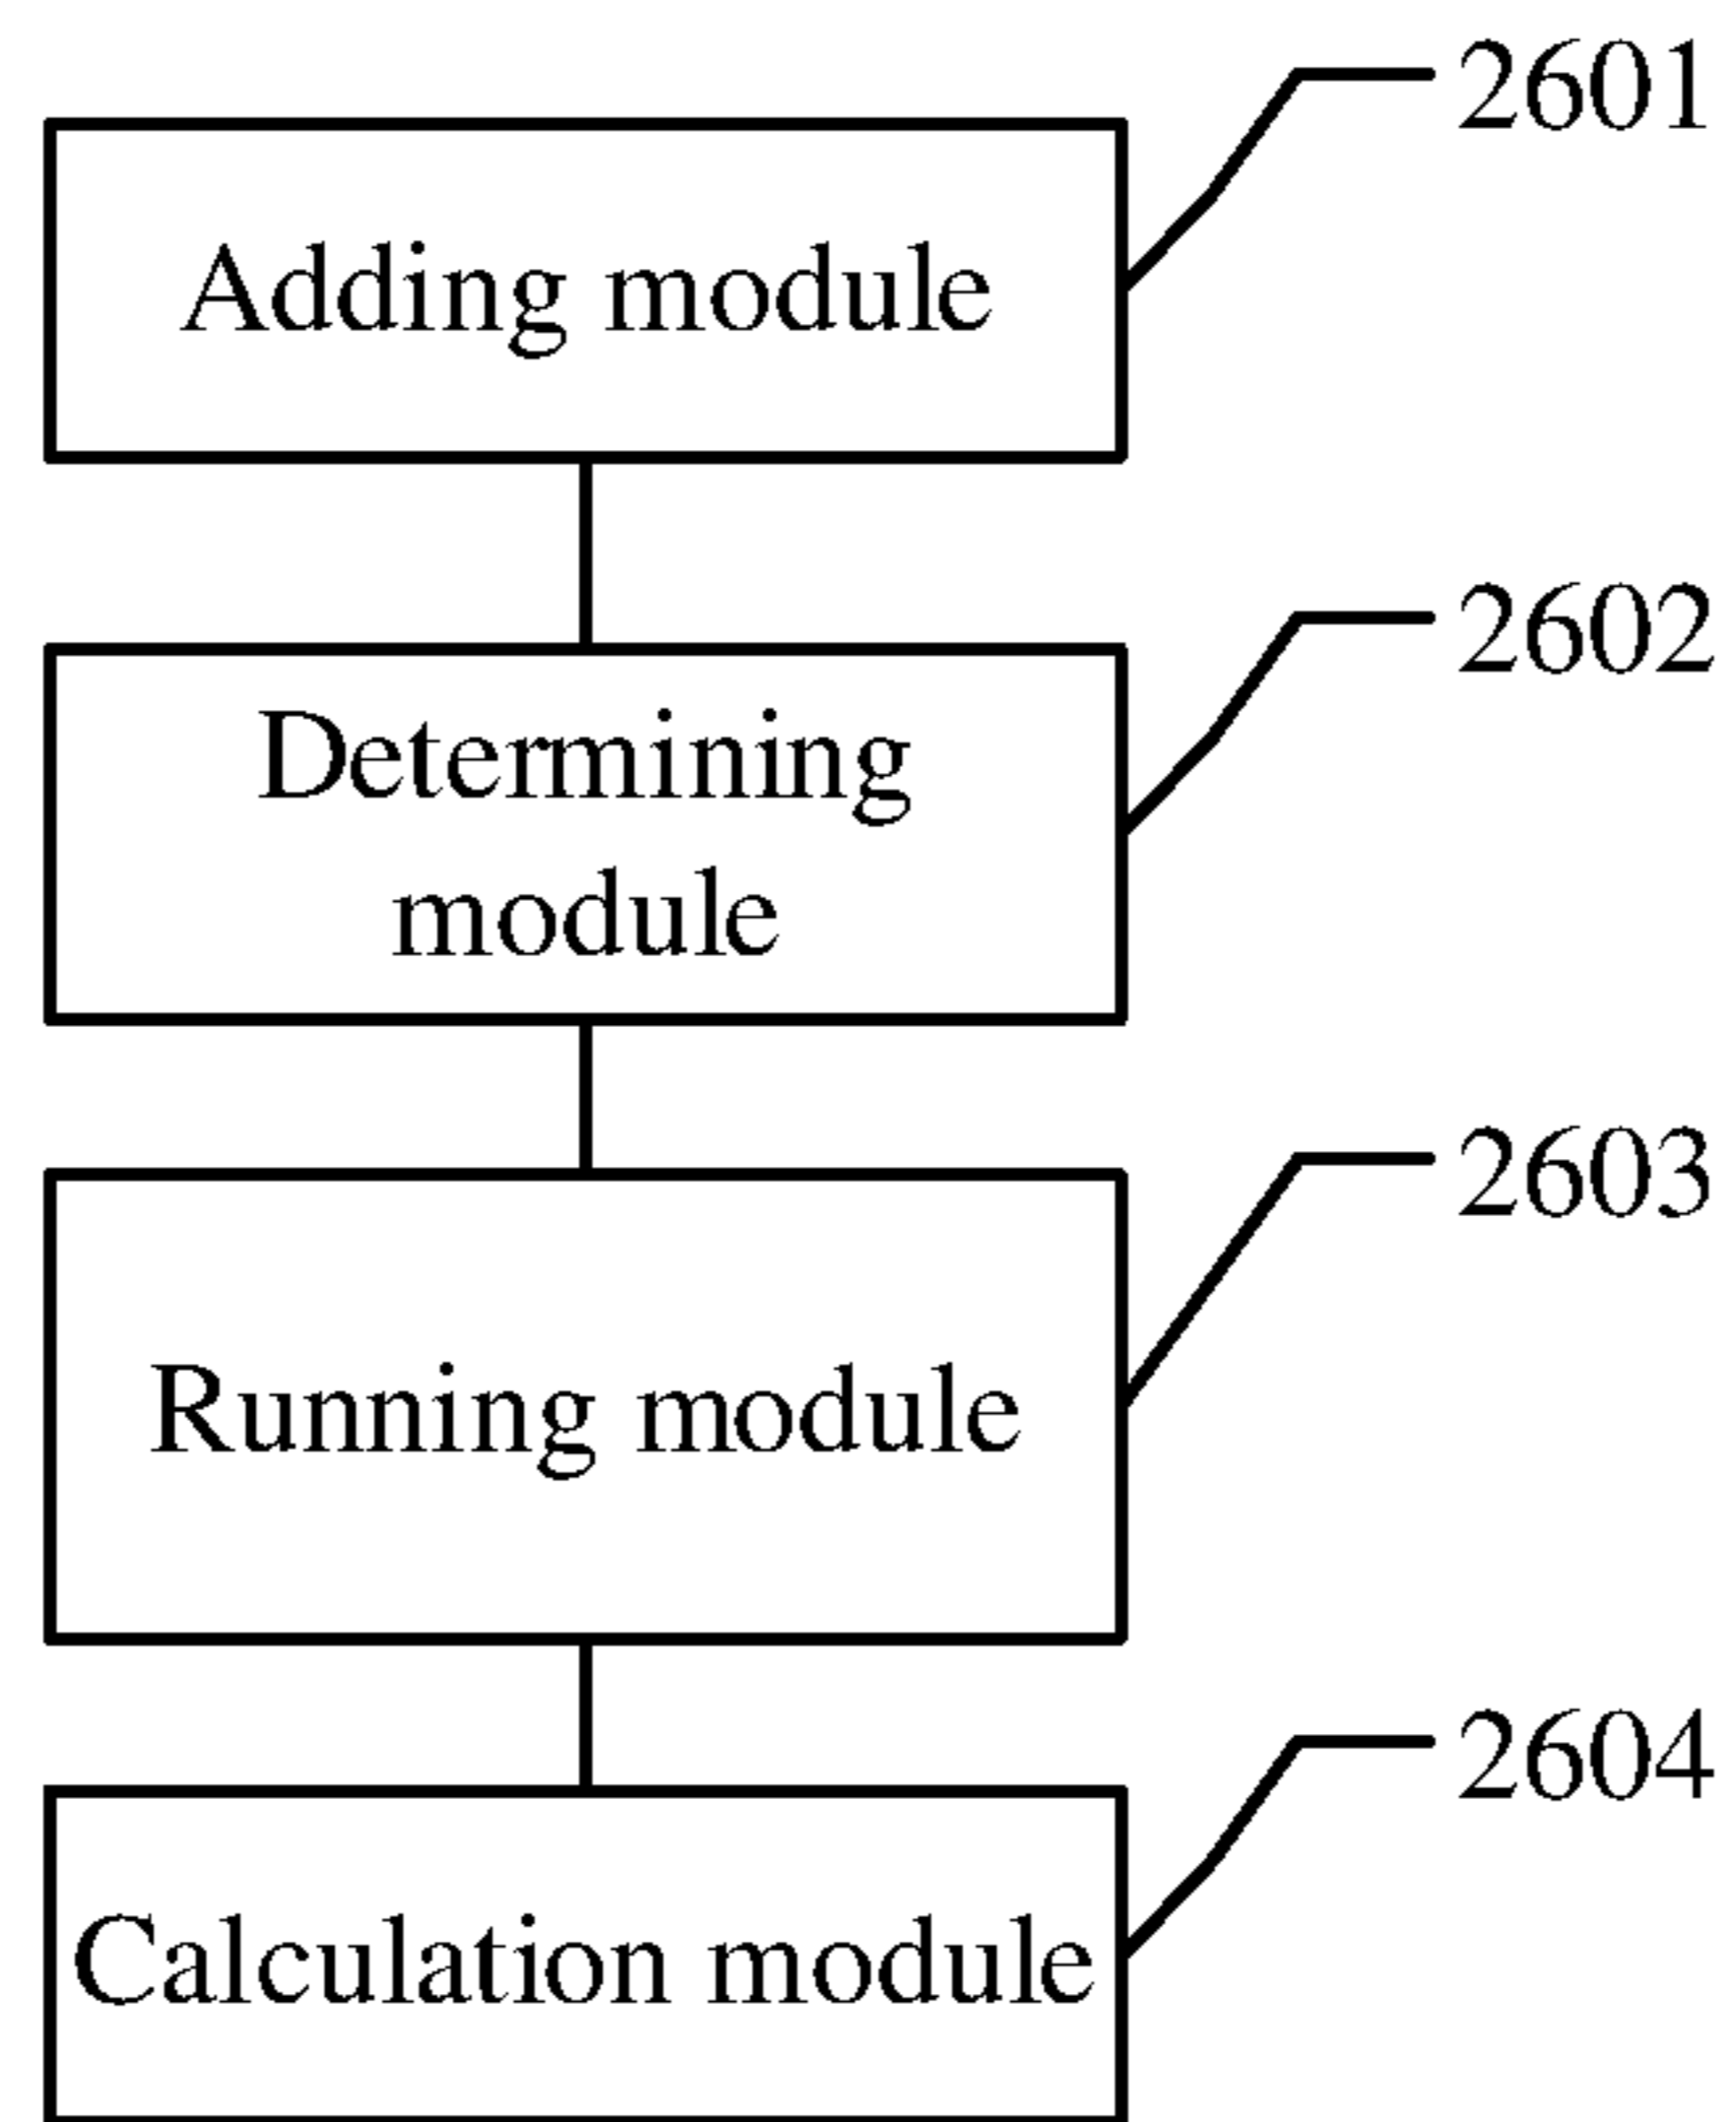 2601
Adding module
2602
Determining
module
2603
Running module
2604
Calculation module